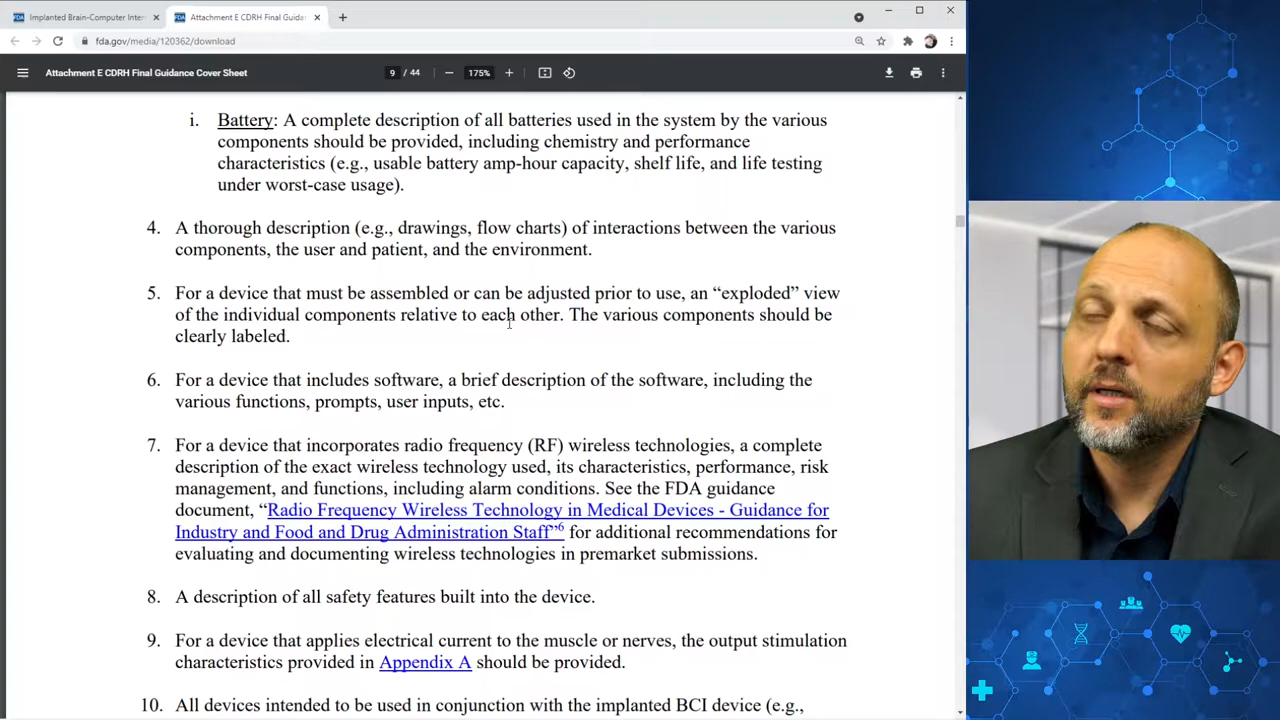 Implanted Brain-Computer Inter
Attachment E CDRH Final Guidan
fda.gov/media/120362/download
Attachment E CDRH Final Guidance Cover Sheet
9 / 44
175%
i. Battery: A complete description of all batteries used in the system by the various
components should be provided, including chemistry and performance
characteristics (e.g., usable battery amp-hour capacity, shelf life, and life testing
under worst-case usage).
4. A thorough description (e.g., drawings, flow charts) of interactions between the various
components, the user and patient, and the environment.
5. For a device that must be assembled or can be adjusted prior to use, an “exploded” view
of the individual components relative to each other. The various components should be
clearly labeled.
6. For a device that includes software, a brief description of the software, including the
various functions, prompts, user inputs, etc.
7. For a device that incorporates radio frequency (RF) wireless technologies, a complete
description of the exact wireless technology used, its characteristics, performance, risk
management, and functions, including alarm conditions. See the FDA guidance
document, “Radio Frequency Wireless Technology in Medical Devices - Guidance for
Industry and Food and Drug Administration Staff”6 for additional recommendations for
evaluating and documenting wireless technologies in premarket submissions.
8. A description of all safety features built into the device.
9. For a device that applies electrical current to the muscle or nerves, the output stimulation
characteristics provided in Appendix A should be provided.
10. All devices intended to be used in conjunction with the implanted BCI device (e.g.,